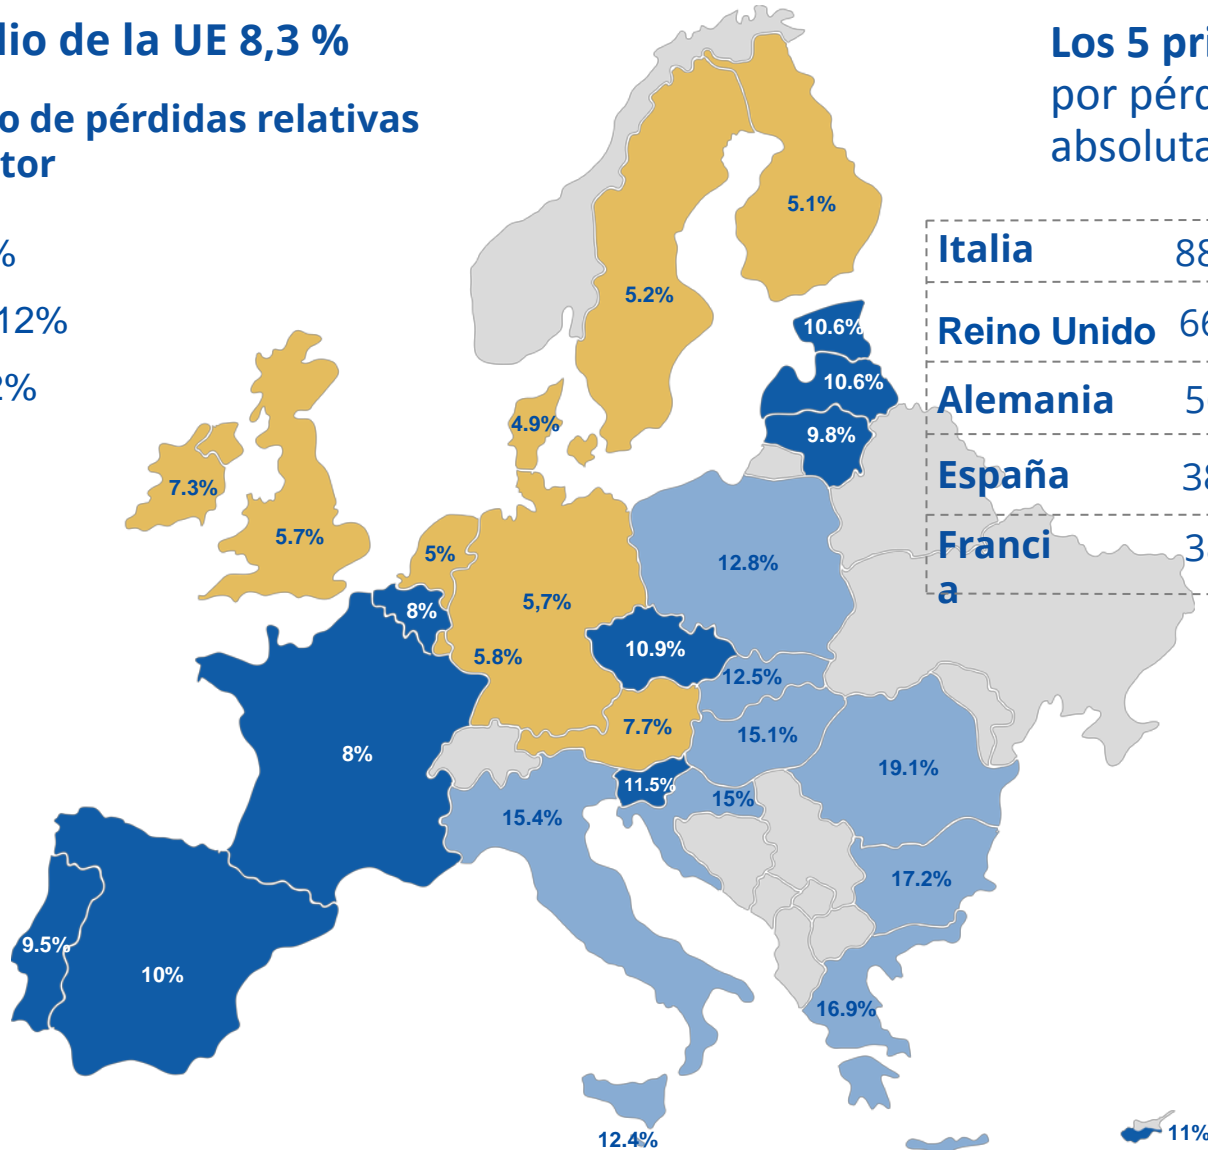 dio de la UE 8,3 %
o de pérdidas relativas
tor
%
12%
2%
Los 5 pri
por pérd
absoluta
Italia 88
Reino Unido 66
Alemania 5
España 38
Franci 3
a
5.1%
5.2%
10.6%
10.6%
9.8%
4.9%
7.3%
5.7%
5%
12.8%
5,7%
8%
10.9%
5.8%
12.5%
7.7%
15.1%
8%
19.1%
11.5%
15%
15.4%
17.2%
9.5%
10%
16.9%
12.4%
11%